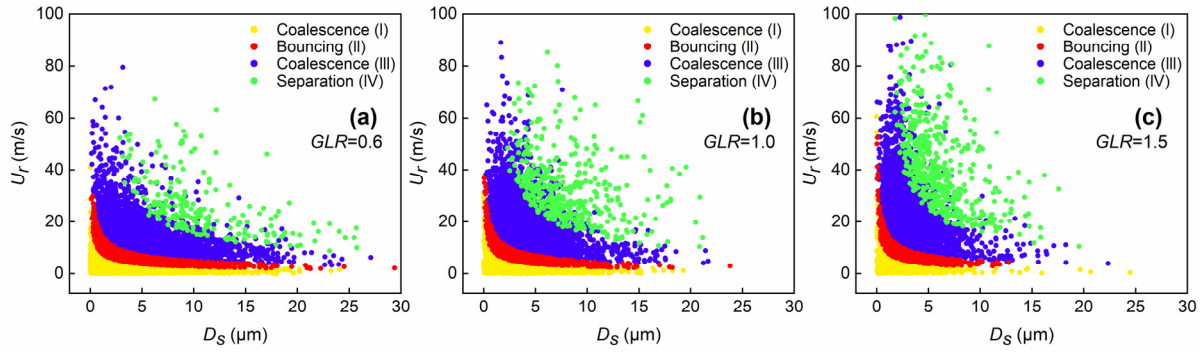 (a)
GLR=0.6
Coalescence (I)
Bouncing (II)
Coalescence (III)
Separation (IV)
100
80
60
40
20
0
Ur (m/s)
0 5 10 15 20 25 30
DS (μm)
(b)
GLR=1.0
Coalescence (I)
Bouncing (II)
Coalescence (III)
Separation (IV)
100
80
60
40
20
0
Ur (m/s)
0 5 10 15 20 25 30
DS (μm)
(c)
GLR=1.5
Coalescence (I)
Bouncing (II)
Coalescence (III)
Separation (IV)
100
80
60
40
20
0
Ur (m/s)
0 5 10 15 20 25 30
DS (μm)